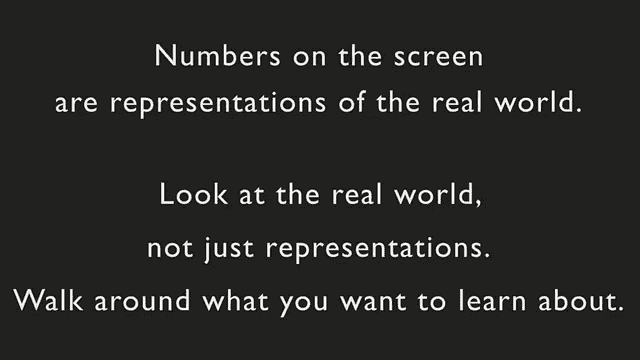 Numbers on the screen
are representations of the real world.
Look at the real world,
not just representations.
Walk around what you want to learn about.